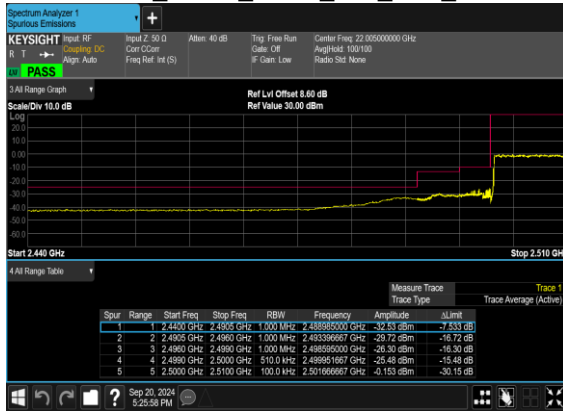 Spectrum Analyzer 1
Spurious Emissions
KEYSIGHT Input: RF Input Z: 50 Ω Atten: 40 dB Trig: Free Run Center Freq: 22.005000000 GHz
R T Coupling: DC Corr CCorr Gate: Off Avg|Hold: 100/100
Align: Auto Freq Ref: Int (S) IF Gain: Low Radio Std: None
PASS
3 All Range Graph Ref Lvl Offset 8.60 dB
Scale/Div 10.0 dB Ref Value 30.00 dBm
Log
20.0
10.0
0.00
-10.0
-20.0
-30.0
-40.0
-50.0
-60.0
Start 2.440 GHz Stop 2.510 GH
4 All Range Table
Measure Trace Trace 1
Trace Type Trace Average (Active)
Spur Range Start Freq Stop Freq RBW Frequency Amplitude ΔLimit
1 1 2.4400 GHz 2.4905 GHz 1.000 MHz 2.488985000 GHz -32.53 dBm -7.533 dB
2 2 2.4905 GHz 2.4960 GHz 1.000 MHz 2.493396667 GHz -29.72 dBm -16.72 dB
3 3 2.4960 GHz 2.4990 GHz 1.000 MHz 2.498595000 GHz -26.30 dBm -16.30 dB
4 4 2.4990 GHz 2.5000 GHz 510.0 kHz 2.499951667 GHz -25.48 dBm -15.48 dB
5 5 2.5000 GHz 2.5100 GHz 100.0 kHz 2.501666667 GHz -0.153 dBm -30.15 dB
Sep 20, 2024
5:25:58 PM